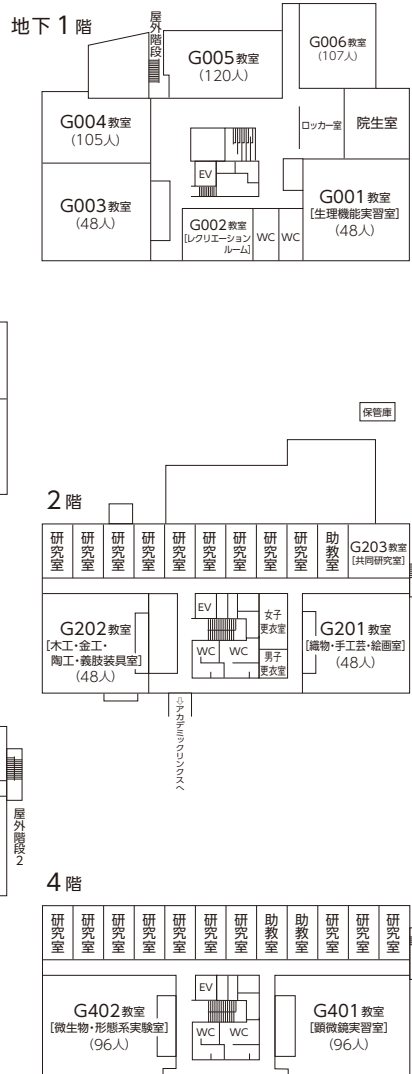 地下1階
屋外階段
G005教室
(120人)
G006教室
(107人)
G004教室
(105人)
ロッカー室
院生室
EV
G003教室
(48人)
G002教室
[レクリエーション
ルーム]
WC
WC
G001教室
[生理機能実習室]
(48人)
保管庫
2階
研究室
研究室
研究室
研究室
研究室
研究室
研究室
研究室
研究室
助教室
G203教室
[共同研究室]
G202教室
[木工・金工・
陶工・義肢装具室]
(48人)
EV
WC
WC
女子
更衣室
男子
更衣室
G201教室
[織物・手工芸・絵画室]
(48人)
⇦アカデミックリンクスへ
屋外階段2
4階
研究室
研究室
研究室
研究室
研究室
研究室
研究室
助教室
助教室
研究室
研究室
研究室
G402教室
[微生物・形態系実験室]
(96人)
EV
WC
WC
G401教室
[顕微鏡実習室]
(96人)